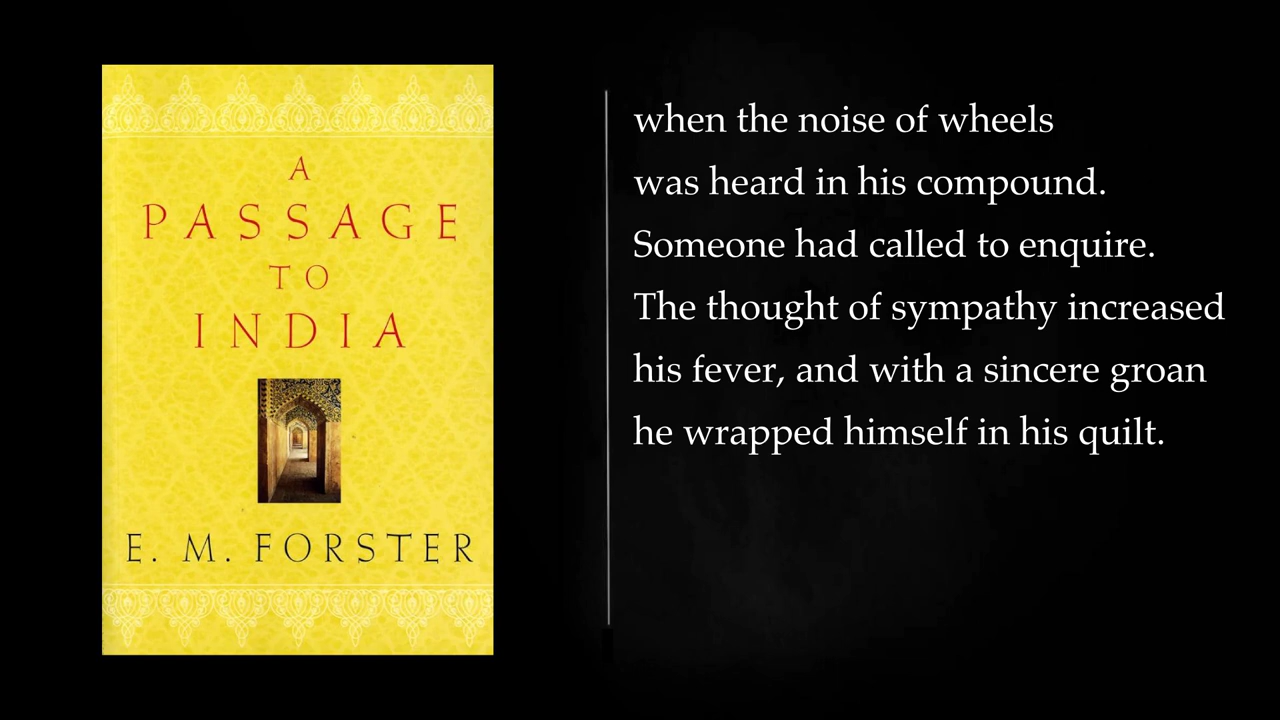 A
PASSAGE
TO
INDIA
E. M. FORSTER
when the noise of wheels
was heard in his compound.
Someone had called to enquire.
The thought of sympathy increased
his fever, and with a sincere groan
he wrapped himself in his quilt.